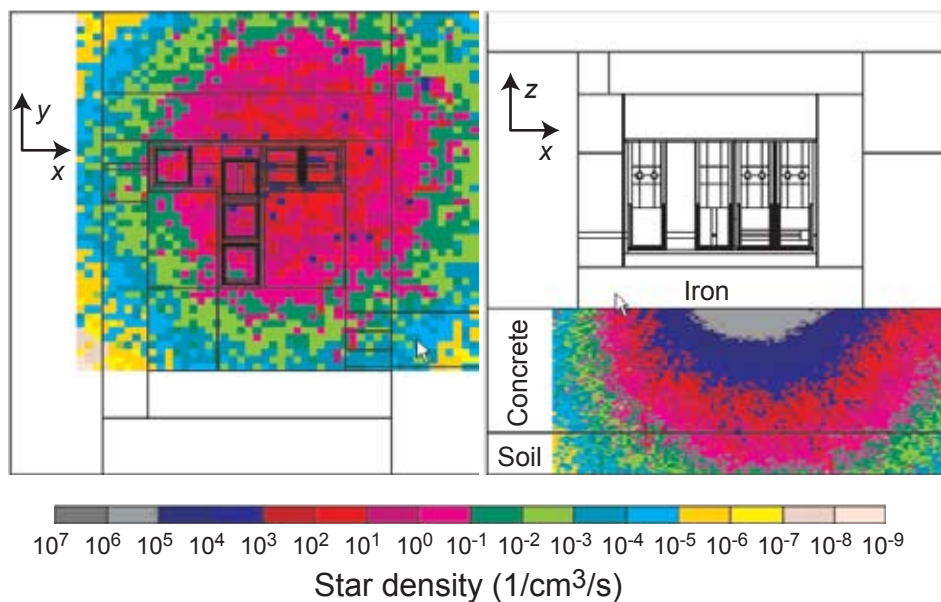 y
x
z
x
Iron
Concrete
Soil
10⁷ 10⁶ 10⁵ 10⁴ 10³ 10² 10¹ 10⁰ 10⁻¹ 10⁻² 10⁻³ 10⁻⁴ 10⁻⁵ 10⁻⁶ 10⁻⁷ 10⁻⁸ 10⁻⁹
Star density (1/cm³/s)